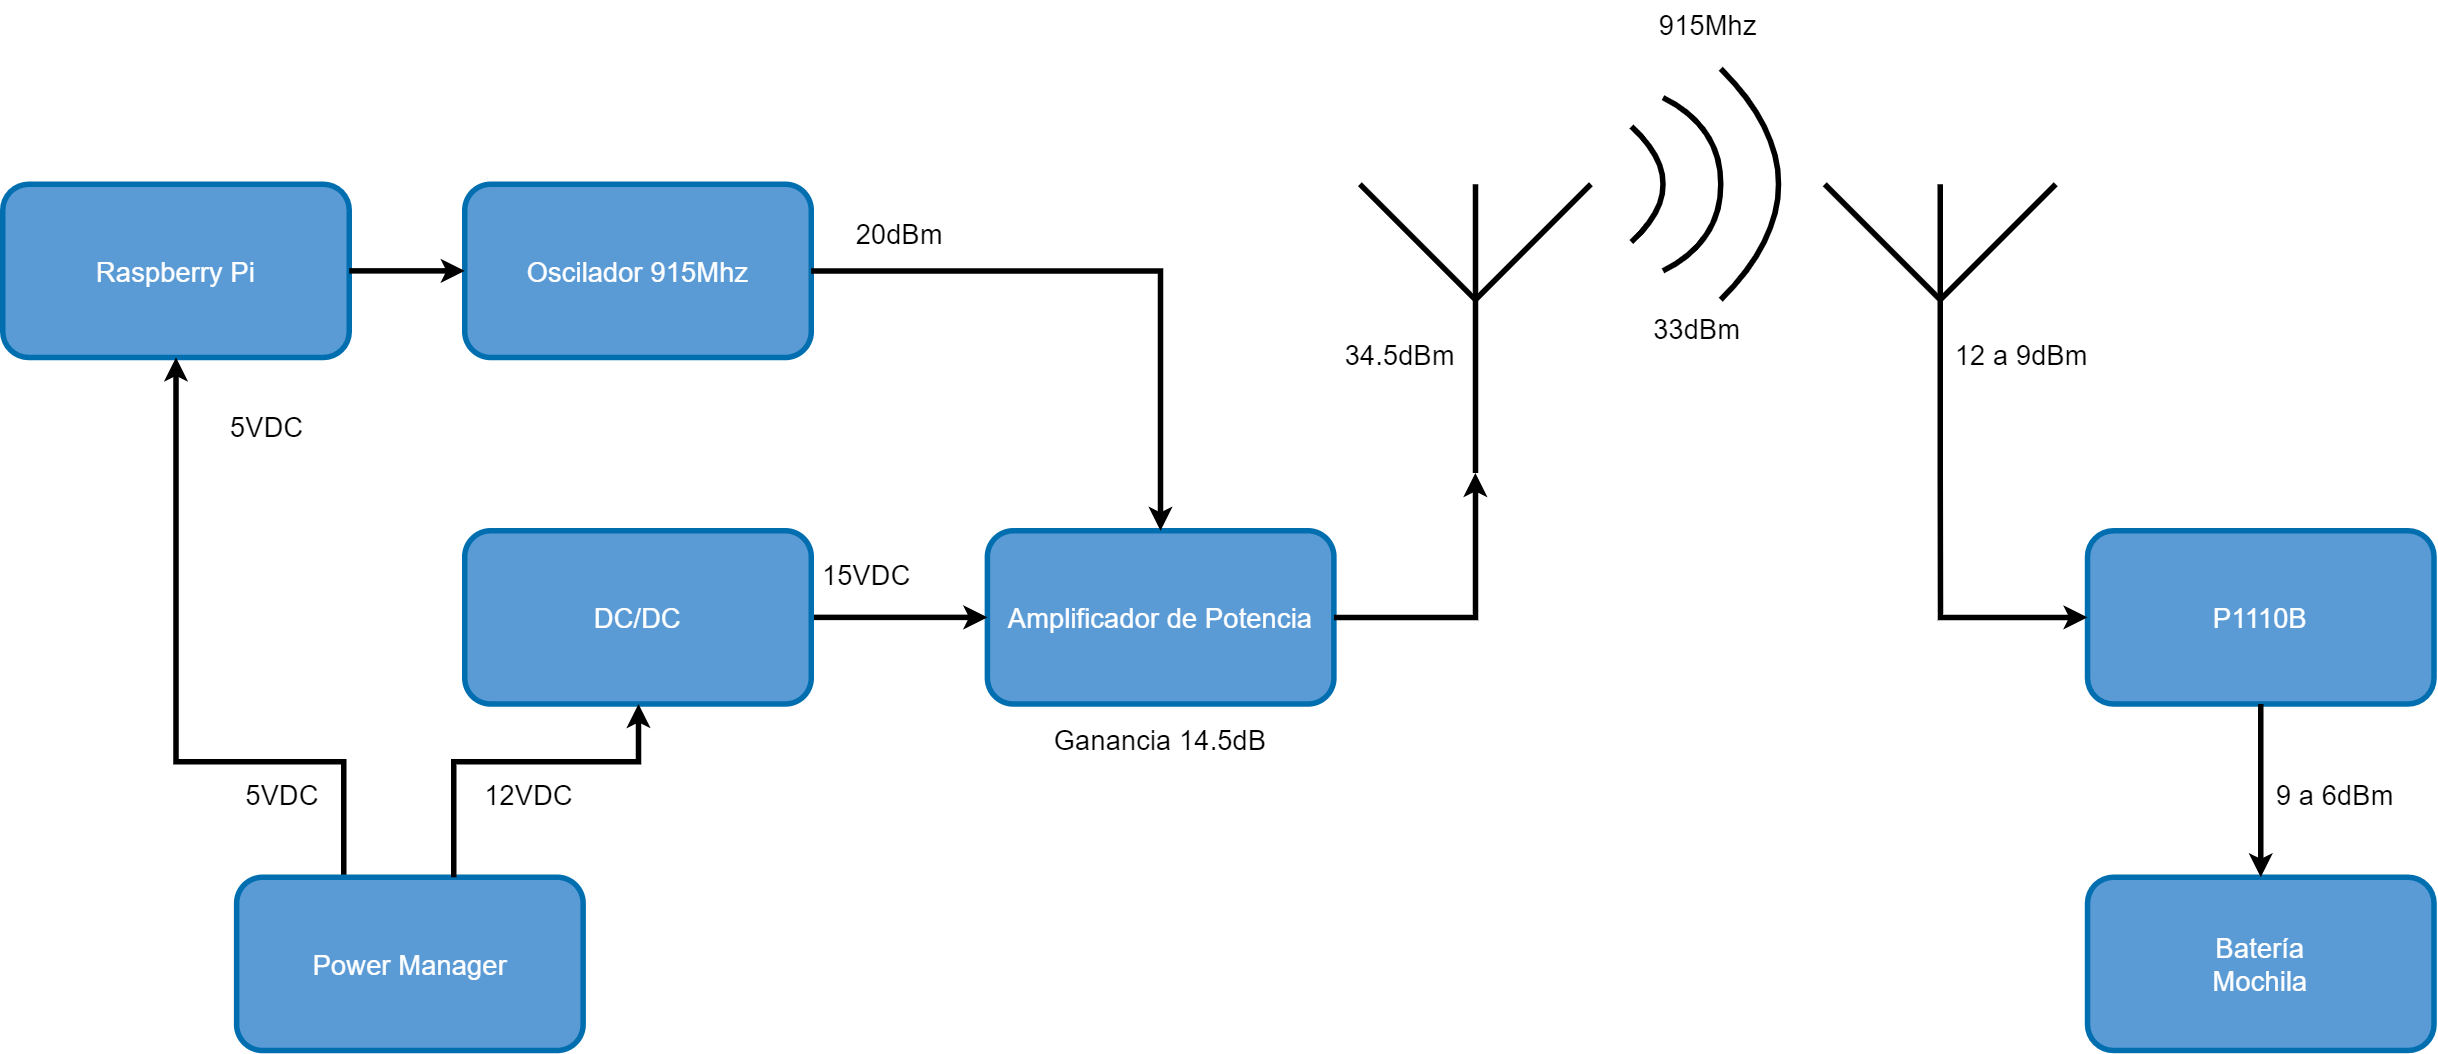 915Mhz
Raspberry Pi
Oscilador 915Mhz
20dBm
33dBm
34.5dBm
12 a 9dBm
5VDC
DC/DC
15VDC
Amplificador de Potencia
P1110B
Ganancia 14.5dB
5VDC
12VDC
9 a 6dBm
Power Manager
Batería
Mochila